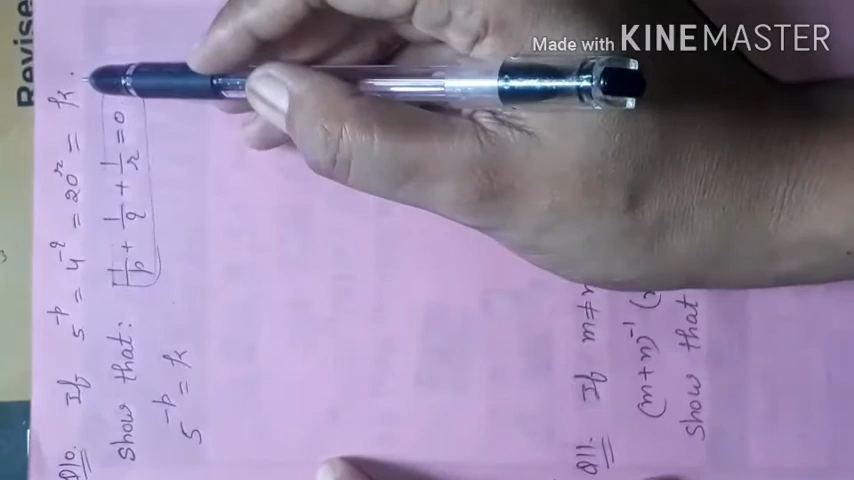 Made with KINEMASTER
Revise
Q10. If 5^-p = 4^-q = 20^r = k.
show that: 1/p + 1/q + 1/r = 0
5^-p = k
Q11. If m≠
(m+n)^-1 (
show that